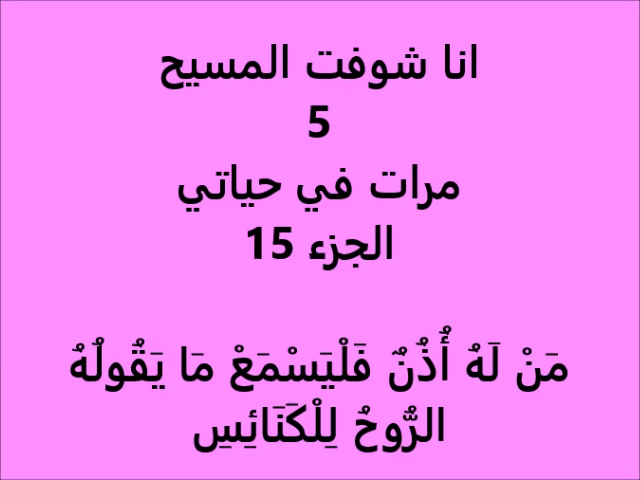 انا شوفت المسيح
5
مرات في حياتي
الجزء 15
مَنْ لَهُ أُذُنٌ فَلْيَسْمَعْ مَا يَقُولُهُ
الرُّوحُ لِلْكَنَائِسِ